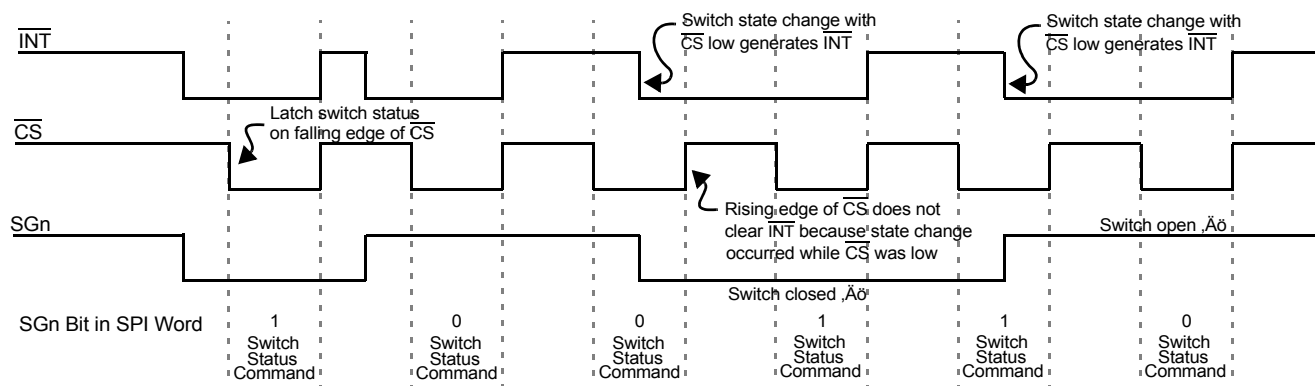 Switch state change with
CS low generates INT
Switch state change with
CS low generates INT
INT
Latch switch status
on falling edge of CS
CS
Rising edge of CS does not
clear INT because state change
occurred while CS was low
SGn
Switch open ‚Äö
Switch closed ‚Äö
SGn Bit in SPI Word
1
Switch
Status
Command
0
Switch
Status
Command
0
Switch
Status
Command
1
Switch
Status
Command
1
Switch
Status
Command
0
Switch
Status
Command